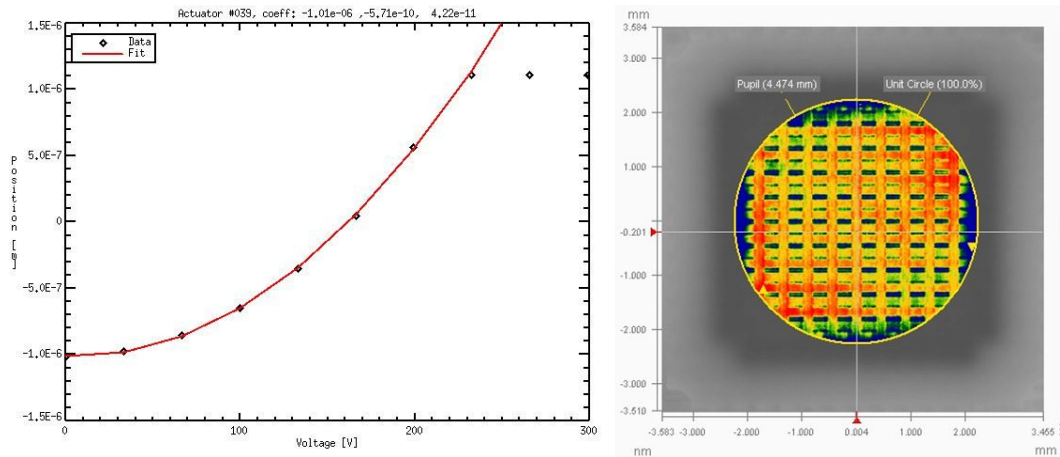 Actuator #039, coeff: -1.01e-06 ,-5.71e-10, 4.22e-11
1.5E-6
Data
Fit
1.0E-6
5.0E-7
0
-5.0E-7
-1.0E-6
-1.5E-6
Position [m]
0
100
200
300
Voltage [V]
mm
3.584
3.000
2.000
1.000
-0.201
-1.000
-2.000
-3.000
-3.510
Pupil (4.474 mm)
Unit Circle (100.0%)
-3.583 -3.000 -2.000 -1.000 0.004 1.000 2.000 3.465
nm
mm